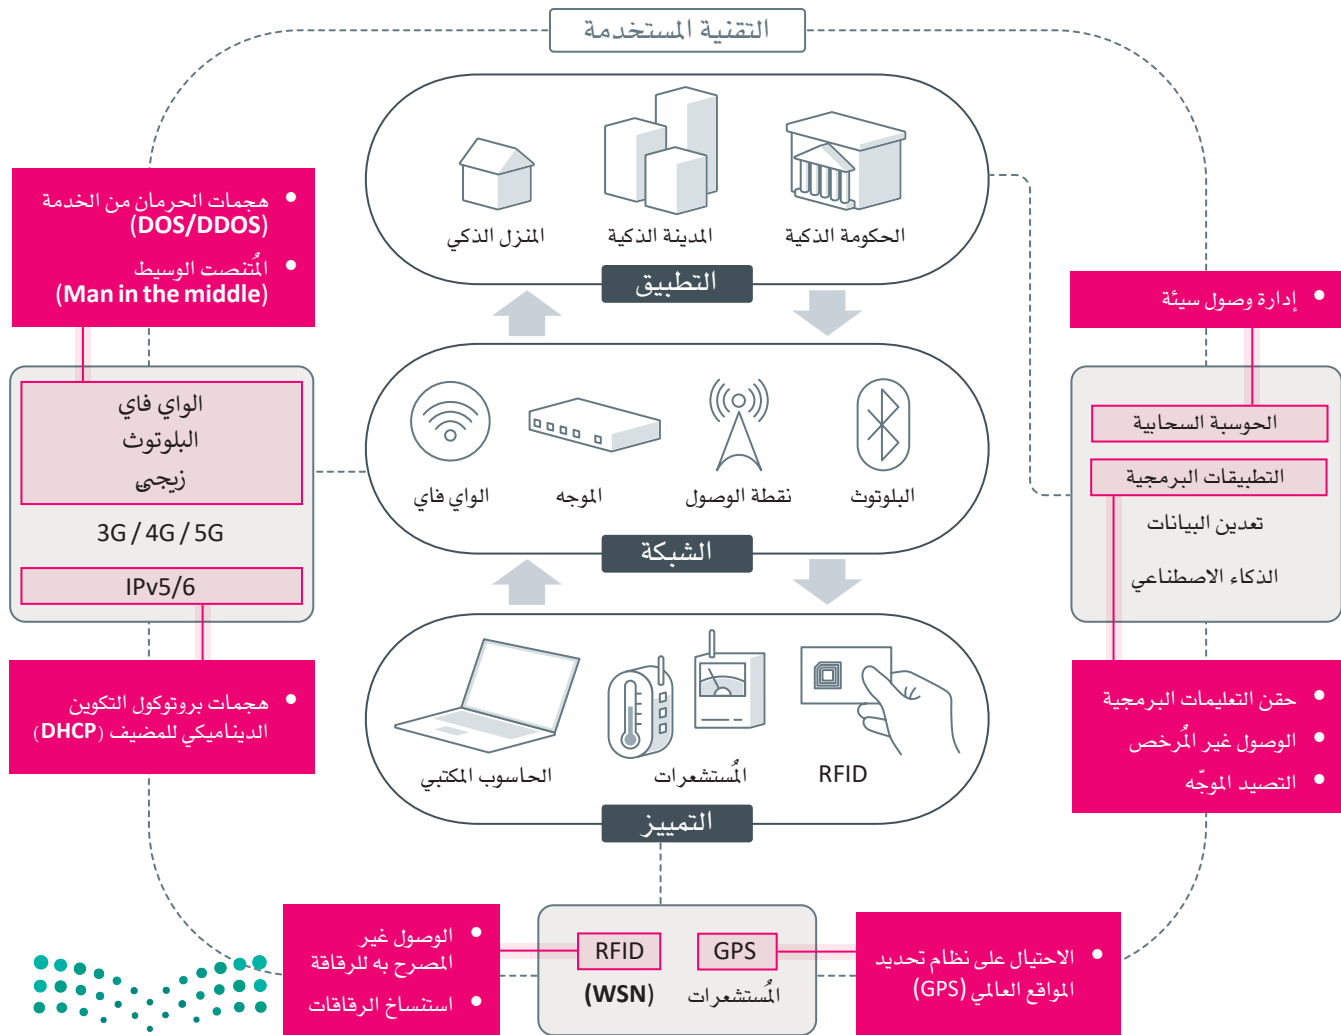 التقنية المستخدمة
الحكومة الذكية
المدينة الذكية
المنزل الذكي
التطبيق
• هجمات الحرمان من الخدمة
(DOS/DDOS)
• المُتنصت الوسيط
(Man in the middle)
• إدارة وصول سيئة
البلوتوث
نقطة الوصول
الموجه
الواي فاي
الشبكة
الحوسبة السحابية
التطبيقات البرمجية
تعدين البيانات
الذكاء الاصطناعي
الواي فاي
البلوتوث
زيجبي
3G / 4G / 5G
IPv5/6
RFID
المُستشعرات
الحاسوب المكتبي
التمييز
• حقن التعليمات البرمجية
• الوصول غير المُرخص
• التصيد الموجّه
• هجمات بروتوكول التكوين
الديناميكي للمضيف (DHCP)
• الاحتيال على نظام تحديد
المواقع العالمي (GPS)
GPS
المُستشعرات
RFID
(WSN)
• الوصول غير
المصرح به للرقاقة
• استنساخ الرقاقات